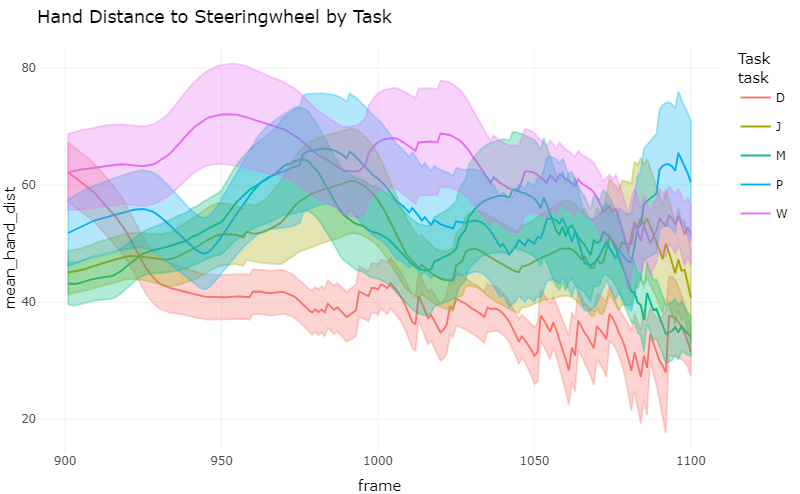 Hand Distance to Steeringwheel by Task
80
60
40
20
mean_hand_dist
900
950
1000
1050
1100
frame
Task
task
D
J
M
P
W